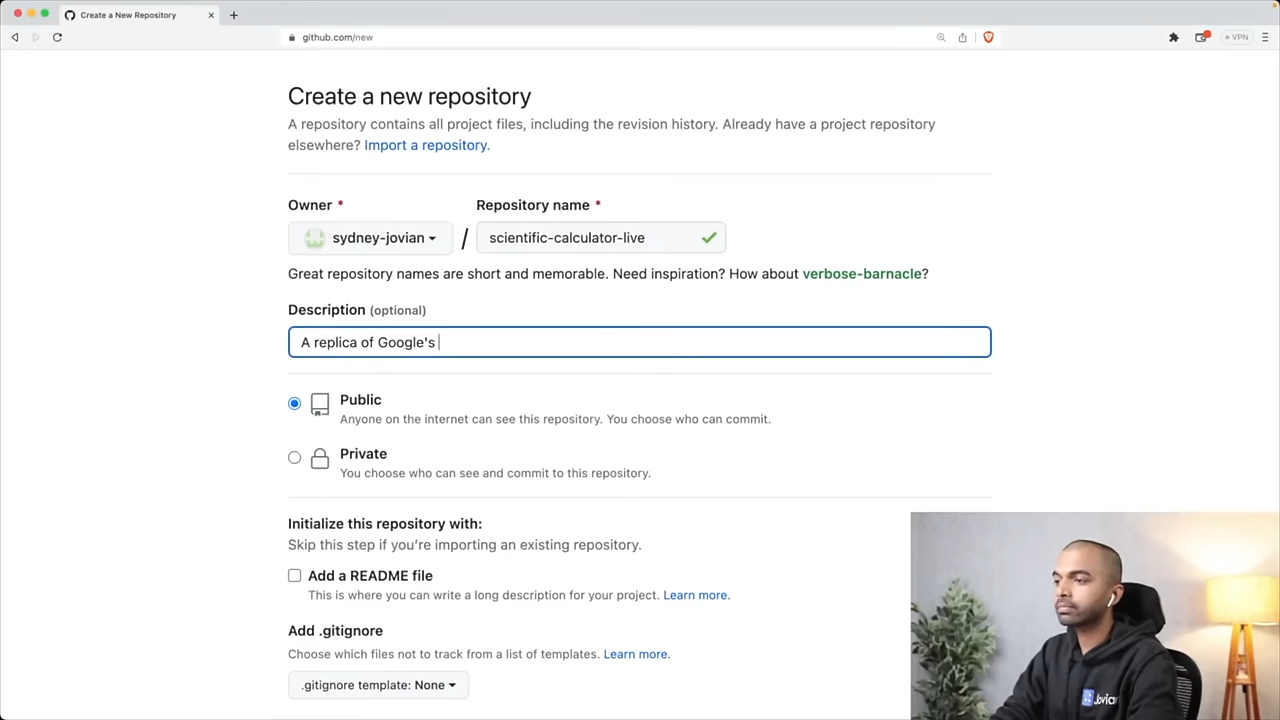 Create a New Repository
github.com/new
VPN
Create a new repository
A repository contains all project files, including the revision history. Already have a project repository
elsewhere? Import a repository.
Owner *
Repository name *
sydney-jovian
/
scientific-calculator-live
Great repository names are short and memorable. Need inspiration? How about verbose-barnacle?
Description (optional)
A replica of Google's
Public
Anyone on the internet can see this repository. You choose who can commit.
Private
You choose who can see and commit to this repository.
Initialize this repository with:
Skip this step if you're importing an existing repository.
Add a README file
This is where you can write a long description for your project. Learn more.
Add .gitignore
Choose which files not to track from a list of templates. Learn more.
.gitignore template: None
Jovian